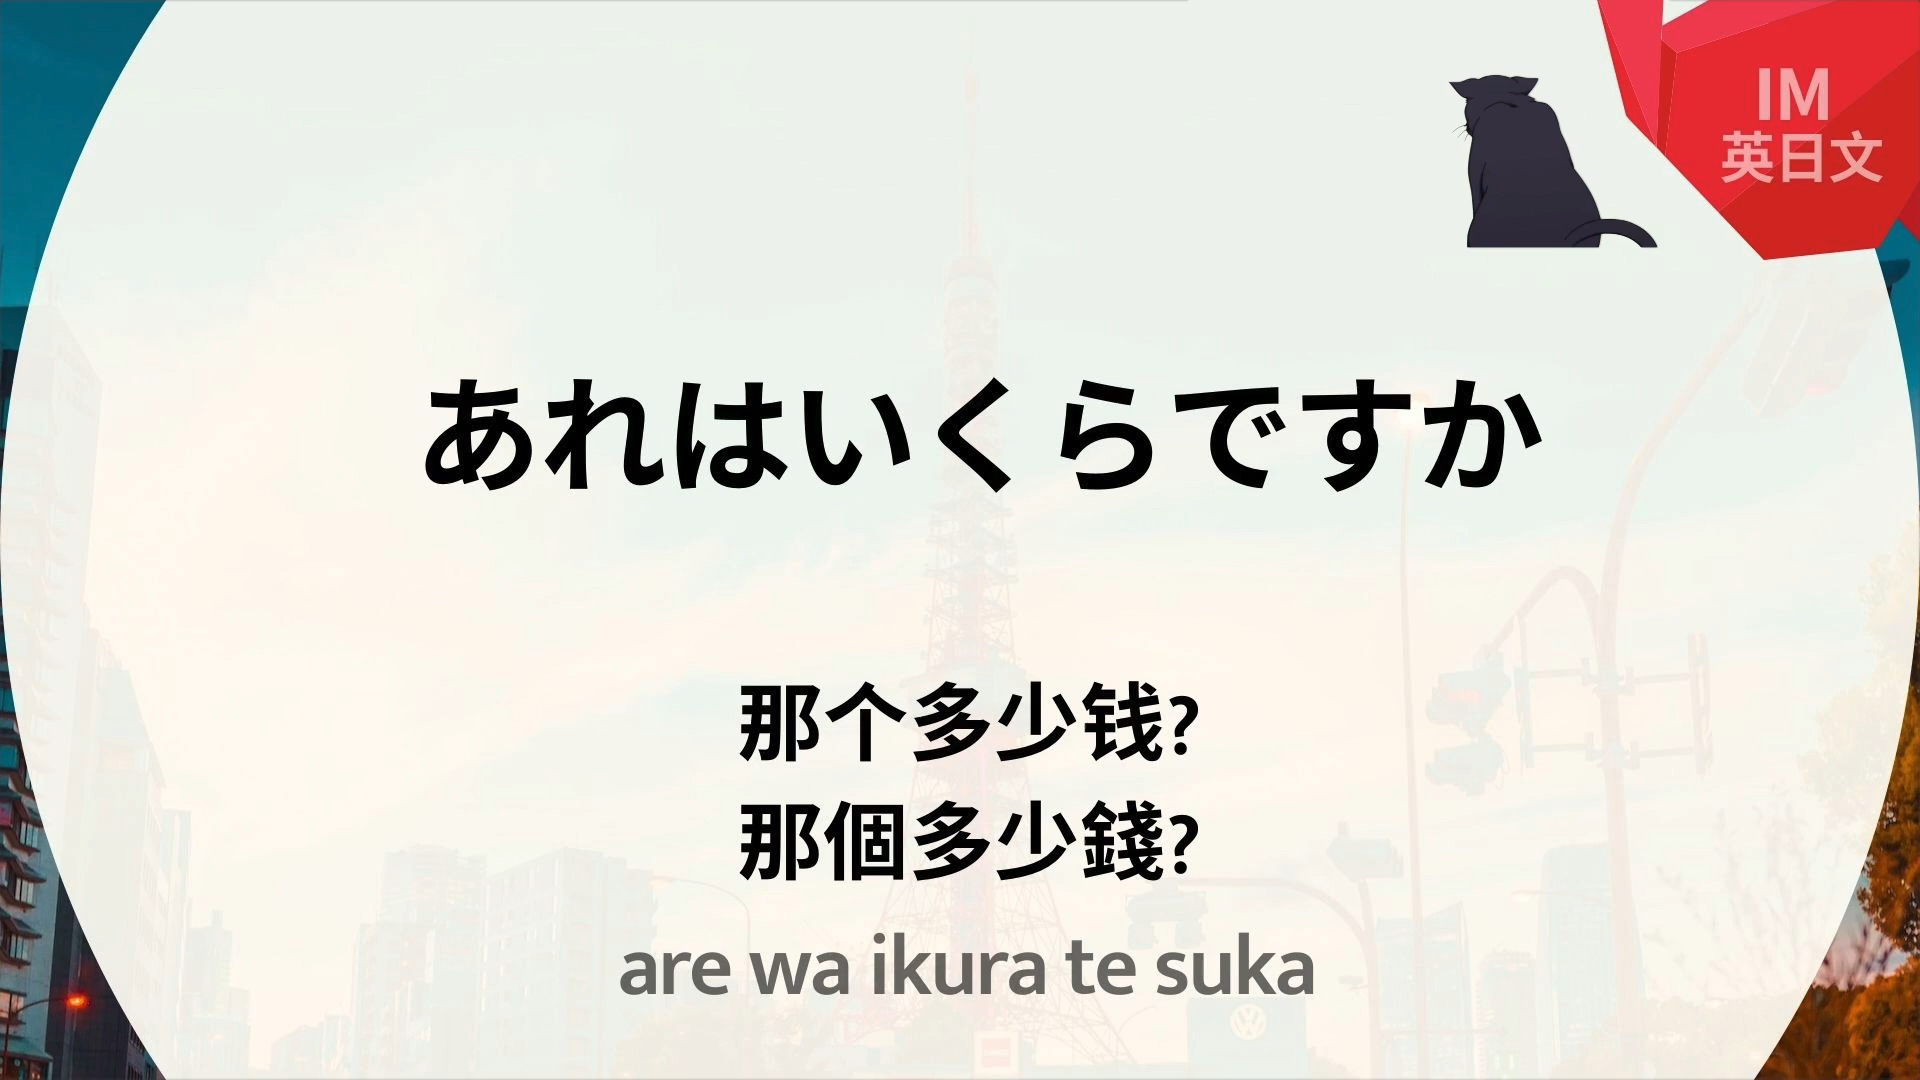 IM
英日文
あれはいくらですか
那个多少钱?
那個多少錢?
are wa ikura te suka